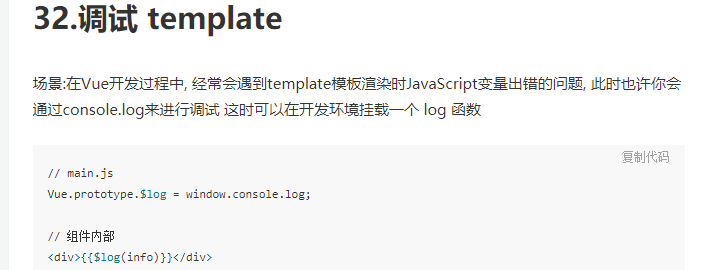 32.调试 template
场景:在Vue开发过程中, 经常会遇到template模板渲染时JavaScript变量出错的问题, 此时也许你会
通过console.log来进行调试 这时可以在开发环境挂载一个 log 函数
复制代码
// main.js
Vue.prototype.$log = window.console.log;
// 组件内部
<div>{{$log(info)}}</div>